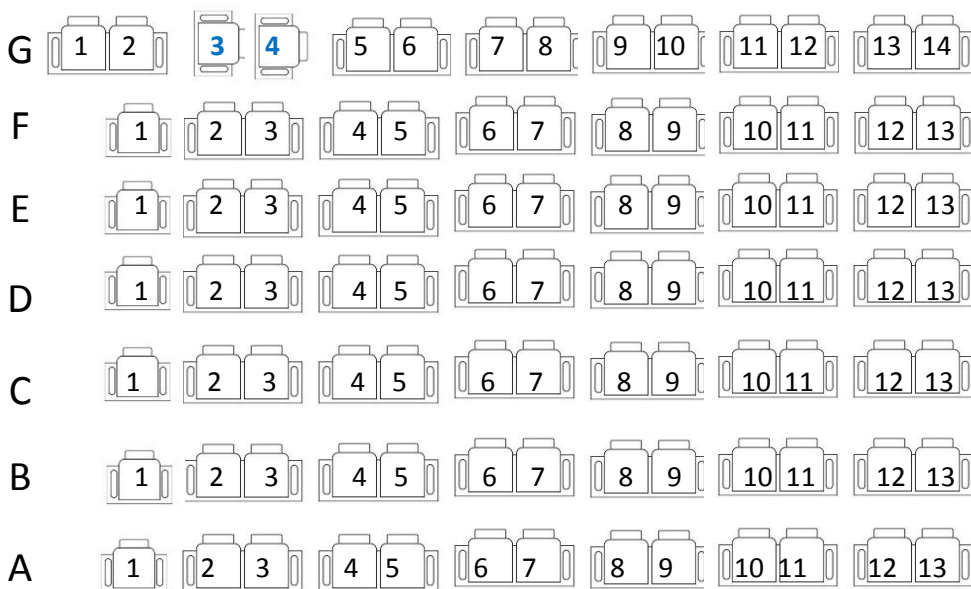 G 1 2 3 4 5 6 7 8 9 10 11 12 13 14
F 1 2 3 4 5 6 7 8 9 10 11 12 13
E 1 2 3 4 5 6 7 8 9 10 11 12 13
D 1 2 3 4 5 6 7 8 9 10 11 12 13
C 1 2 3 4 5 6 7 8 9 10 11 12 13
B 1 2 3 4 5 6 7 8 9 10 11 12 13
A 1 2 3 4 5 6 7 8 9 10 11 12 13